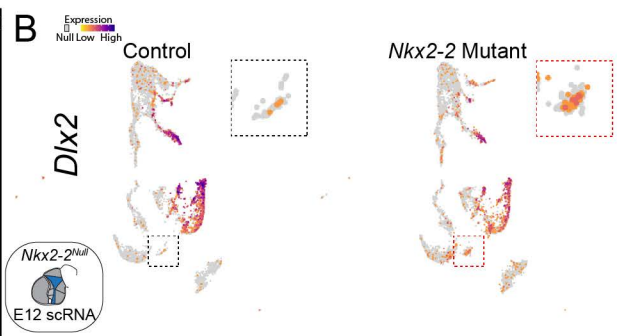 B
Expression
Null Low High
Control
Nkx2-2 Mutant
Dlx2
Nkx2-2Null
E12 scRNA